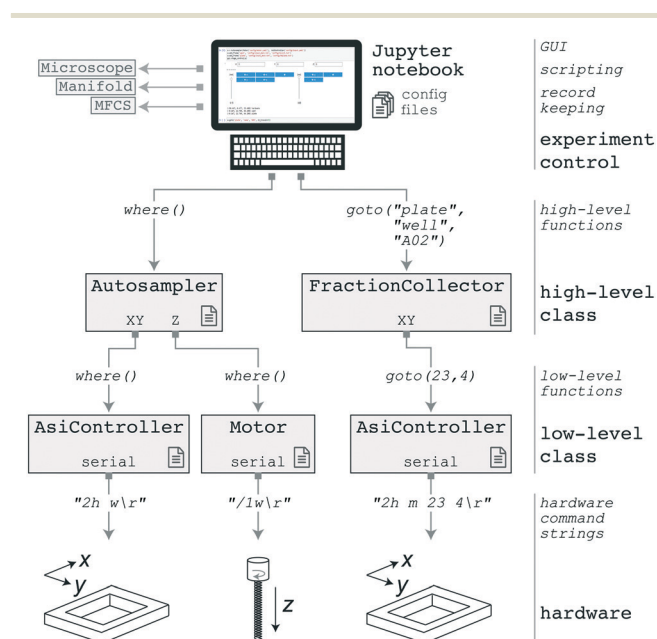 Jupyter
notebook
config
files
Microscope
Manifold
MFCS
GUI
scripting
record
keeping
experiment
control
where()
goto("plate",
"well",
"A02")
high-level
functions
Autosampler
XY Z
FractionCollector
XY
high-level
class
where()
where()
goto(23,4)
low-level
functions
AsiController
serial
Motor
serial
AsiController
serial
low-level
class
"2h w\r"
"/1w\r"
"2h m 23 4\r"
hardware
command
strings
x
y
z
x
y
hardware